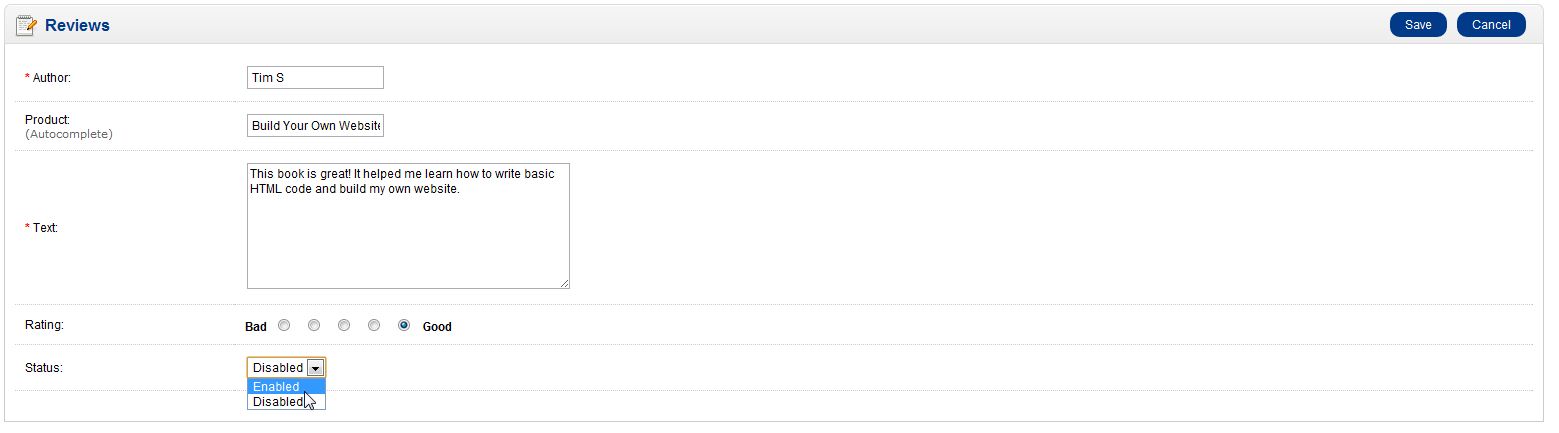 Reviews
Save
Cancel
* Author:
Tim S
Product:
(Autocomplete)
Build Your Own Website
* Text:
This book is great! It helped me learn how to write basic
HTML code and build my own website.
Rating:
Bad
Good
Status:
Disabled
Enabled
Disabled